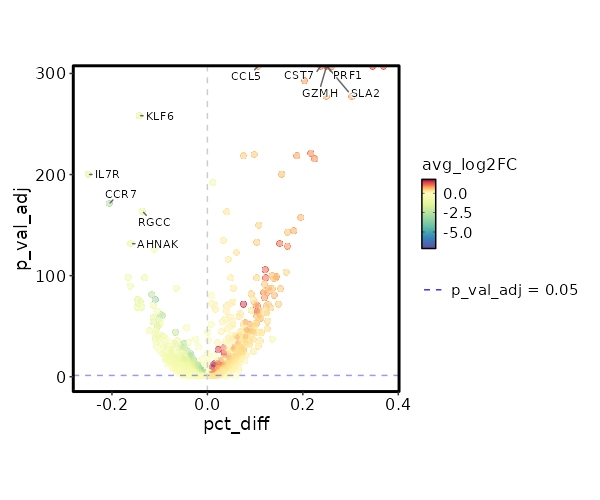 CCL5
CST7
PRF1
GZMH
SLA2
KLF6
IL7R
CCR7
RGCC
AHNAK
300
200
100
0
-0.2
0.0
0.2
0.4
pct_diff
p_val_adj
avg_log2FC
0.0
-2.5
-5.0
p_val_adj = 0.05